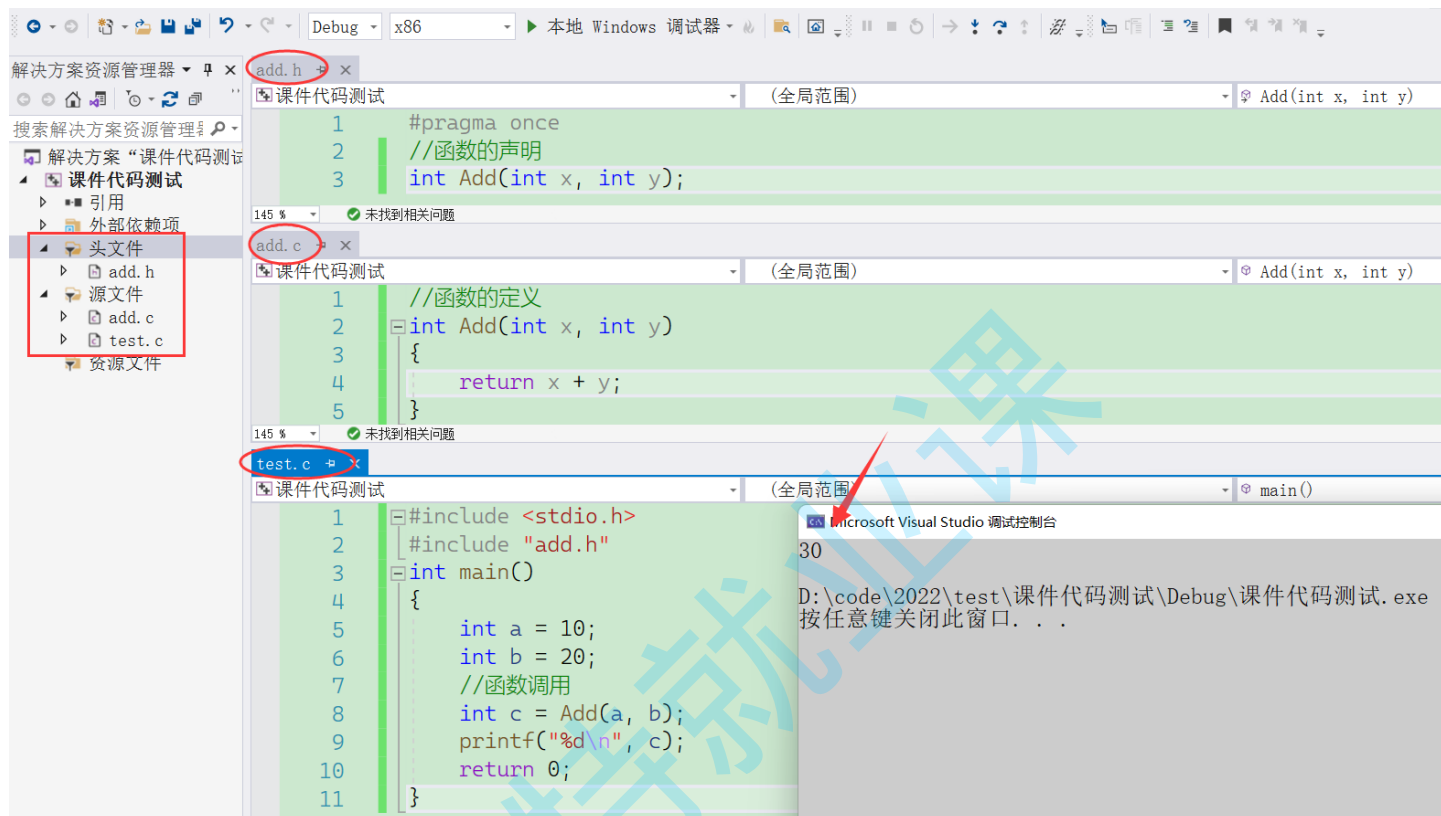 Debug x86 本地 Windows 调试器
解决方案资源管理器
搜索解决方案资源管理
解决方案“课件代码测试
课件代码测试
引用
外部依赖项
头文件
add.h
源文件
add.c
test.c
资源文件
add.h
课件代码测试 (全局范围) Add(int x, int y)
1 #pragma once
2 //函数的声明
3 int Add(int x, int y);
145 % 未找到相关问题
add.c
课件代码测试 (全局范围) Add(int x, int y)
1 //函数的定义
2 int Add(int x, int y)
3 {
4 return x + y;
5 }
145 % 未找到相关问题
test.c
课件代码测试 (全局范围) main()
1 #include <stdio.h>
2 #include "add.h"
3 int main()
4 {
5 int a = 10;
6 int b = 20;
7 //函数调用
8 int c = Add(a, b);
9 printf("%d\n", c);
10 return 0;
11 }
Microsoft Visual Studio 调试控制台
30
D:\code\2022\test\课件代码测试\Debug\课件代码测试.exe
按任意键关闭此窗口. . .
特就业课